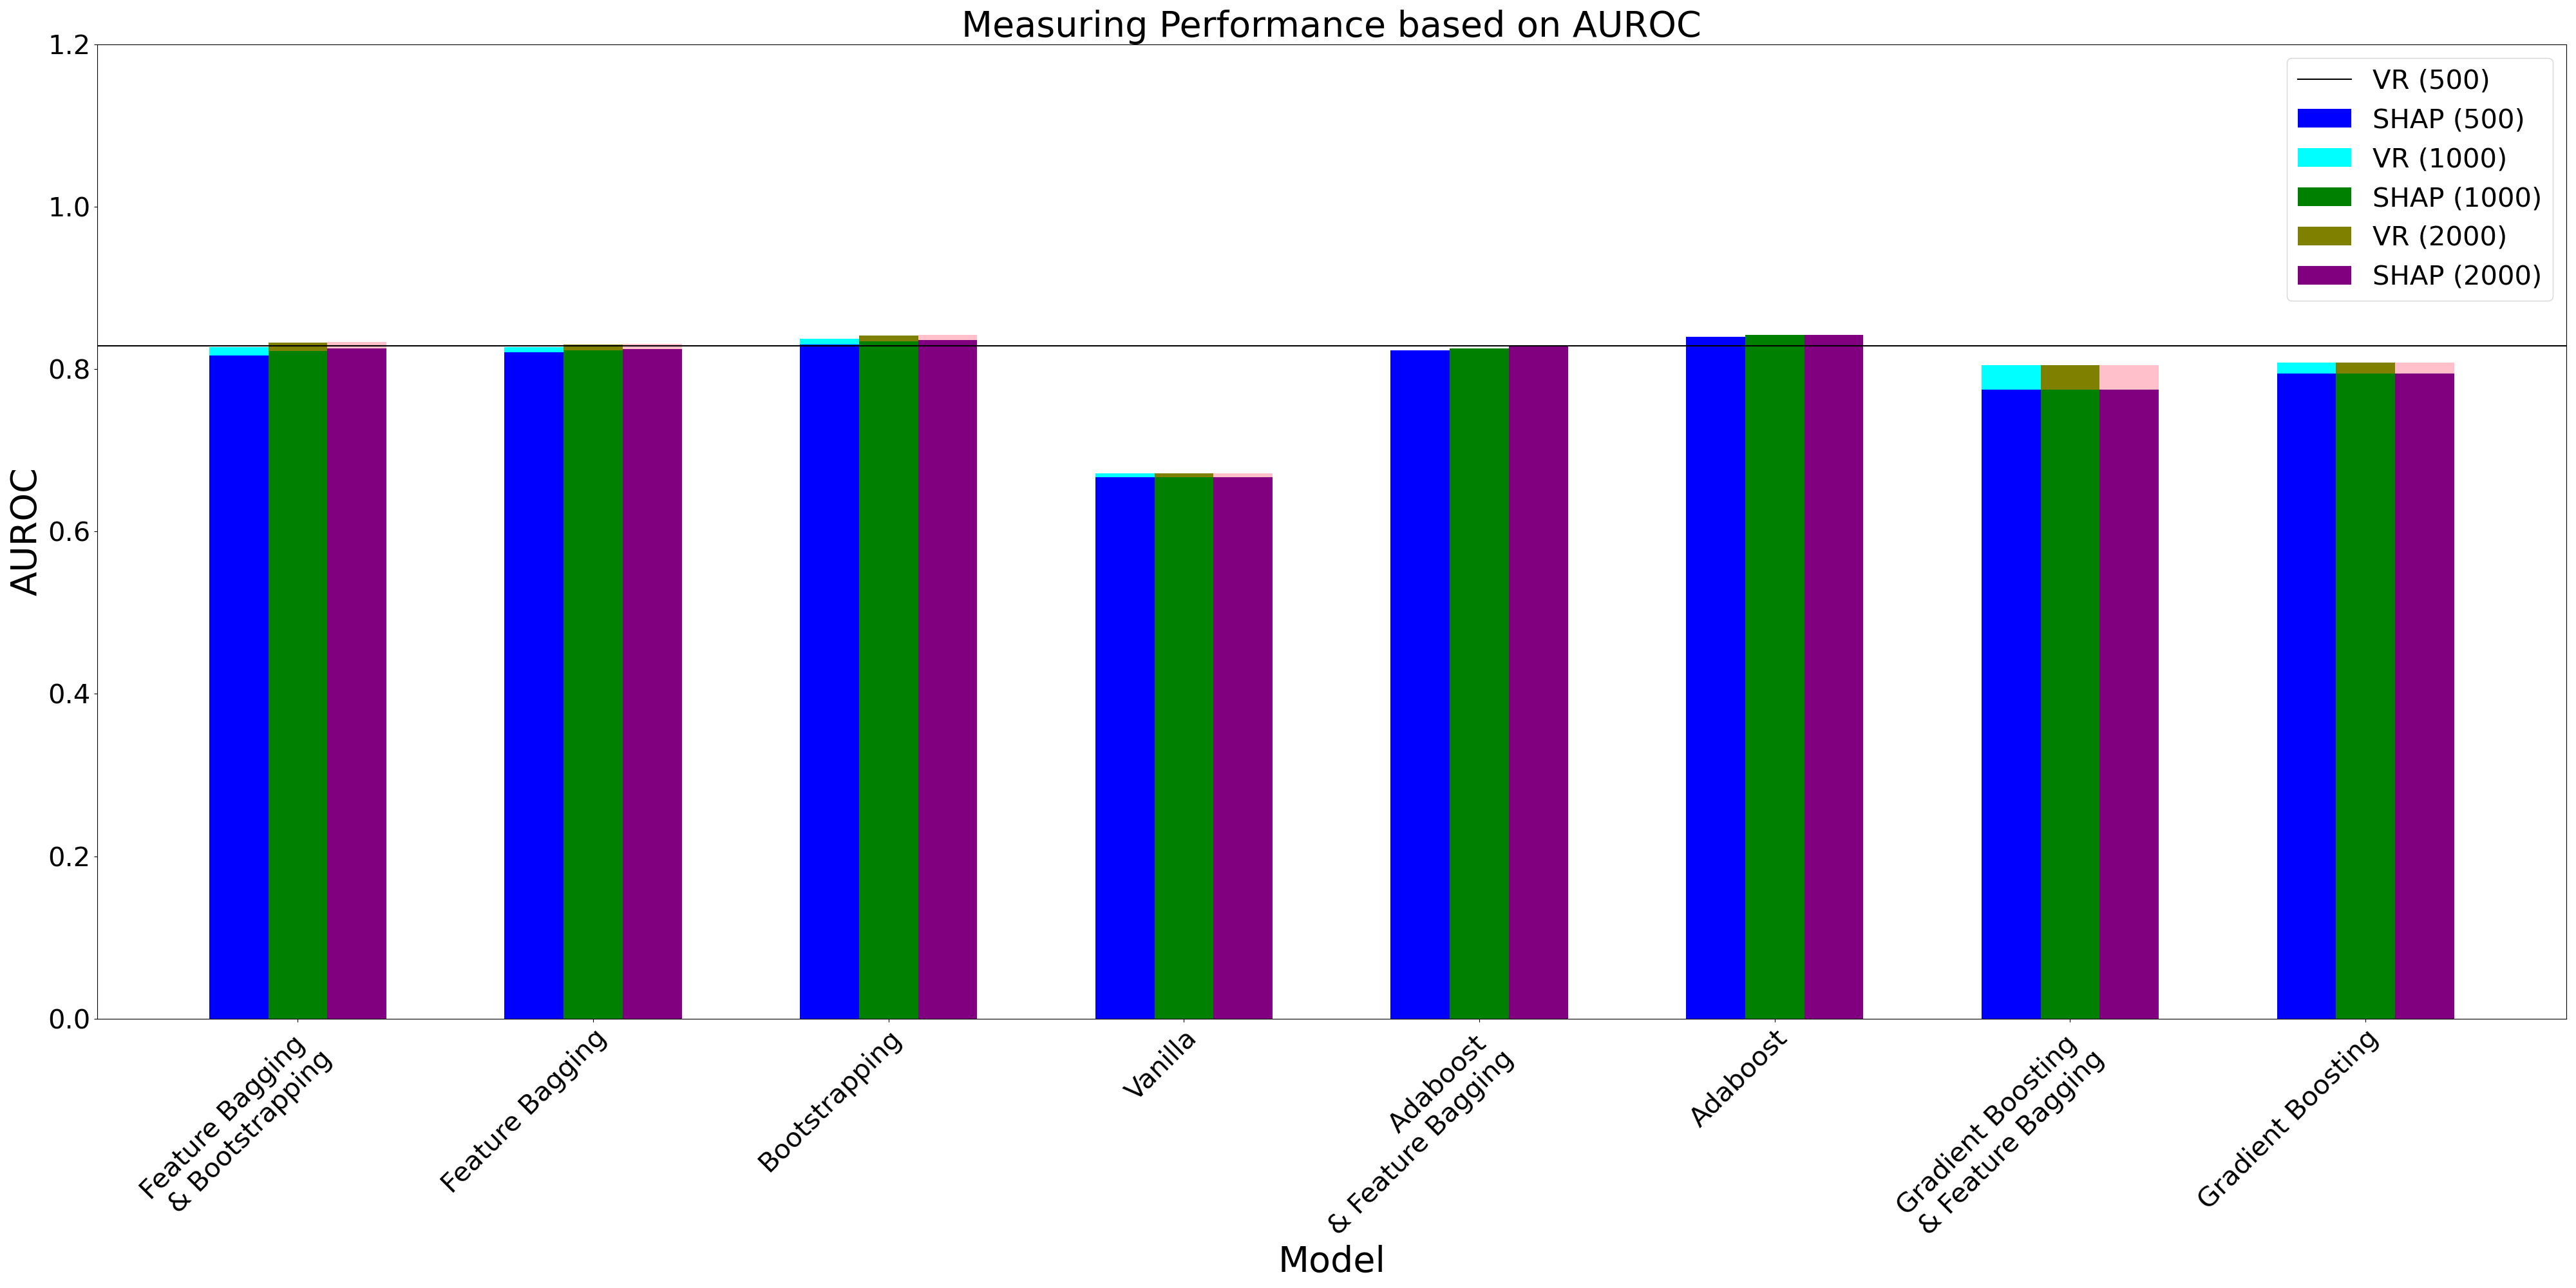 Measuring Performance based on AUROC
1.2
1.0
0.8
0.6
0.4
0.2
0.0
AUROC
VR (500)
SHAP (500)
VR (1000)
SHAP (1000)
VR (2000)
SHAP (2000)
Feature Bagging
& Bootstrapping
Feature Bagging
Bootstrapping
Vanilla
Adaboost
& Feature Bagging
Adaboost
Gradient Boosting
& Feature Bagging
Gradient Boosting
Model